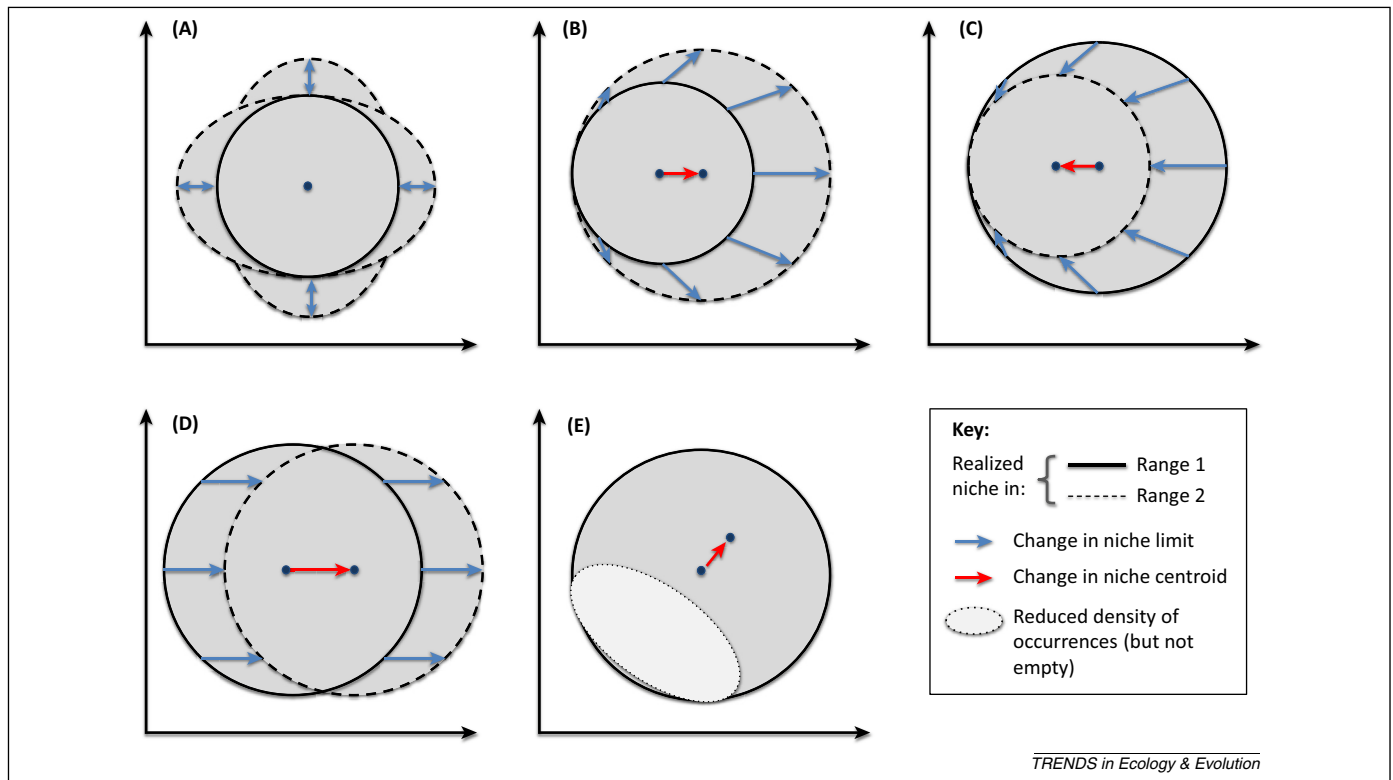 (A)
(B)
(C)
(D)
(E)
Key:
Realized
niche in:
Range 1
Range 2
Change in niche limit
Change in niche centroid
Reduced density of
occurrences (but not
empty)
TRENDS in Ecology & Evolution